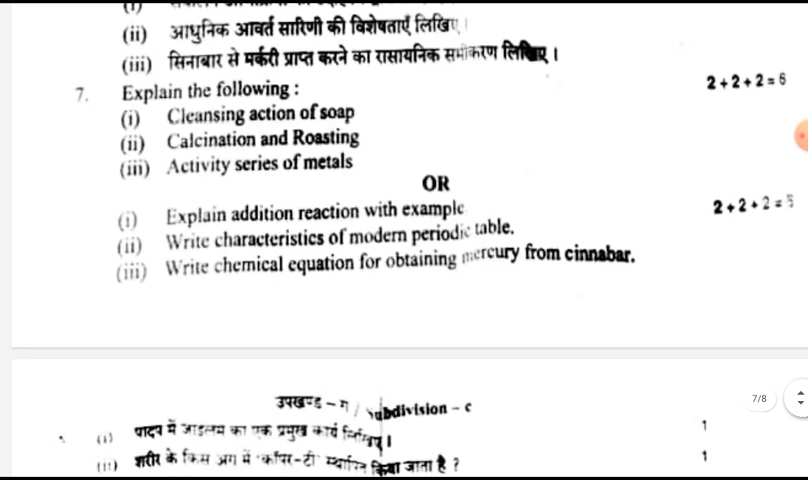 (ii) आधुनिक आवर्त सारिणी की विशेषताएँ लिखिए।
(iii) सिनाबार से मर्करी प्राप्त करने का रासायनिक समीकरण लिखिए।
7. Explain the following : 2+2+2=6
(i) Cleansing action of soap
(ii) Calcination and Roasting
(iii) Activity series of metals
OR
(i) Explain addition reaction with example 2+2+2=
(ii) Write characteristics of modern periodic table.
(iii) Write chemical equation for obtaining mercury from cinnabar.
7/8
उपखण्ड – ग / Subdivision – c
(i) पादप में जाइलम का एक प्रमुख कार्य लिखिए। 1
(ii) शरीर के किस अंग में 'कॉपर-टी' स्थापित किया जाता है ? 1